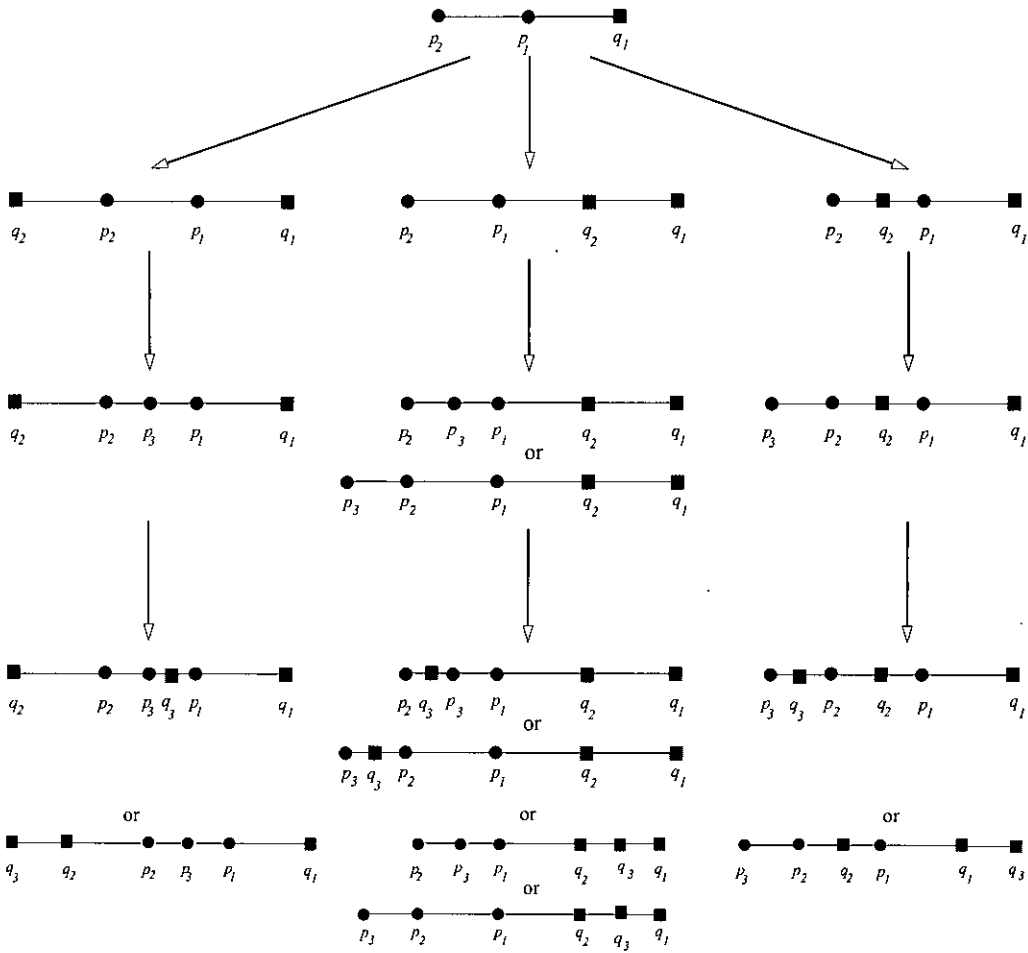 p2 p1 q1
q2 p2 p1 q1
p2 p1 q2 q1
p2 q2 p1 q1
q2 p2 p3 p1 q1
p2 p3 p1 q2 q1
p3 p2 q2 p1 q1
or
p3 p2 p1 q2 q1
q2 p2 p3 q3 p1 q1
p2 q3 p3 p1 q2 q1
p3 q3 p2 q2 p1 q1
or
p3 q3 p2 p1 q2 q1
or
or
or
q3 q2 p2 p3 p1 q1
p2 p3 p1 q2 q3 q1
p3 p2 q2 p1 q1 q3
or
p3 p2 p1 q2 q3 q1